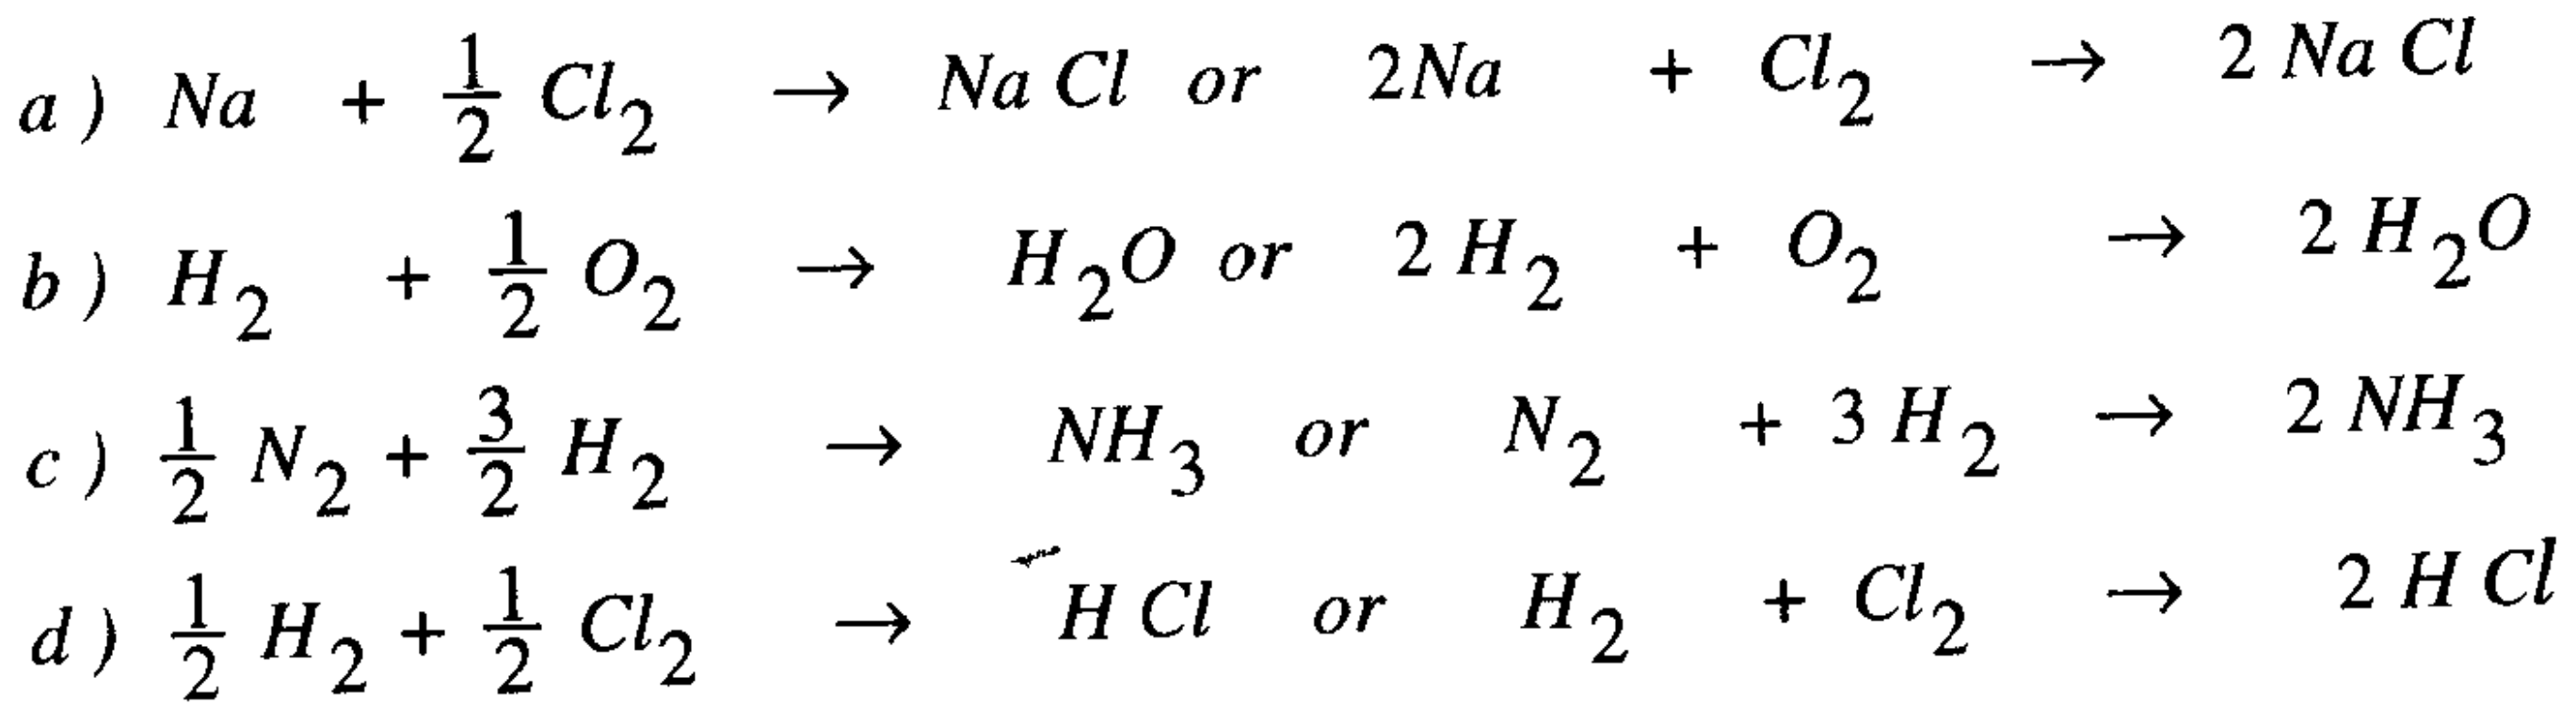 a) Na + 1/2 Cl₂ → Na Cl or 2Na + Cl₂ → 2 Na Cl
b) H₂ + 1/2 O₂ → H₂O or 2 H₂ + O₂ → 2 H₂O
c) 1/2 N₂ + 3/2 H₂ → NH₃ or N₂ + 3 H₂ → 2 NH₃
d) 1/2 H₂ + 1/2 Cl₂ → H Cl or H₂ + Cl₂ → 2 H Cl